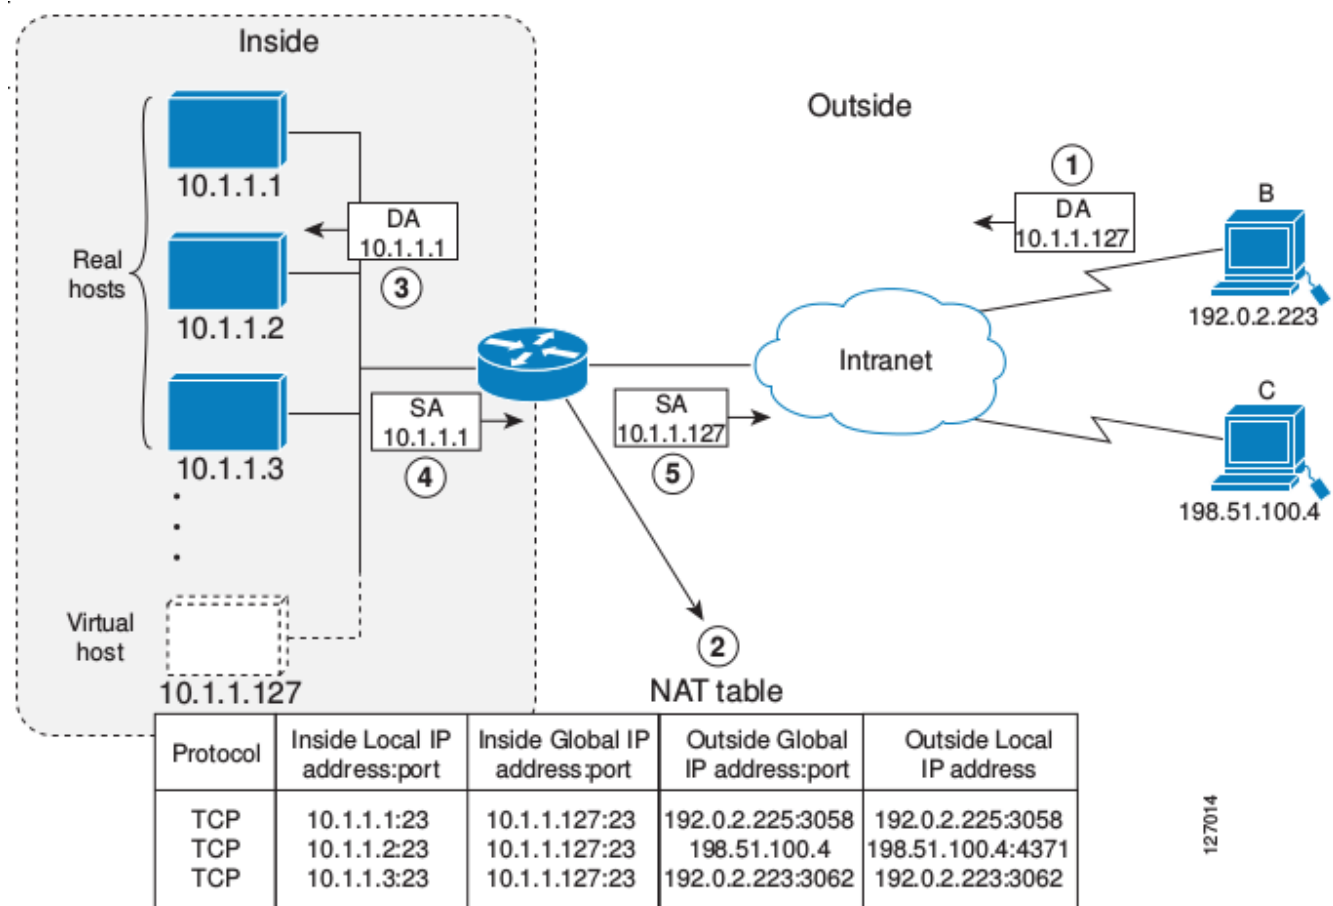 Inside
Outside
1
DA
10.1.1.127
B
192.0.2.223
10.1.1.1
DA
10.1.1.1
3
Real
hosts
10.1.1.2
Intranet
SA
10.1.1.1
4
SA
10.1.1.127
5
C
198.51.100.4
10.1.1.3
Virtual
host
10.1.1.127
2
NAT table
Protocol
Inside Local IP
address:port
Inside Global IP
address:port
Outside Global
IP address:port
Outside Local
IP address
TCP 10.1.1.1:23 10.1.1.127:23 192.0.2.225:3058 192.0.2.225:3058
TCP 10.1.1.2:23 10.1.1.127:23 198.51.100.4 198.51.100.4:4371
TCP 10.1.1.3:23 10.1.1.127:23 192.0.2.223:3062 192.0.2.223:3062
127014